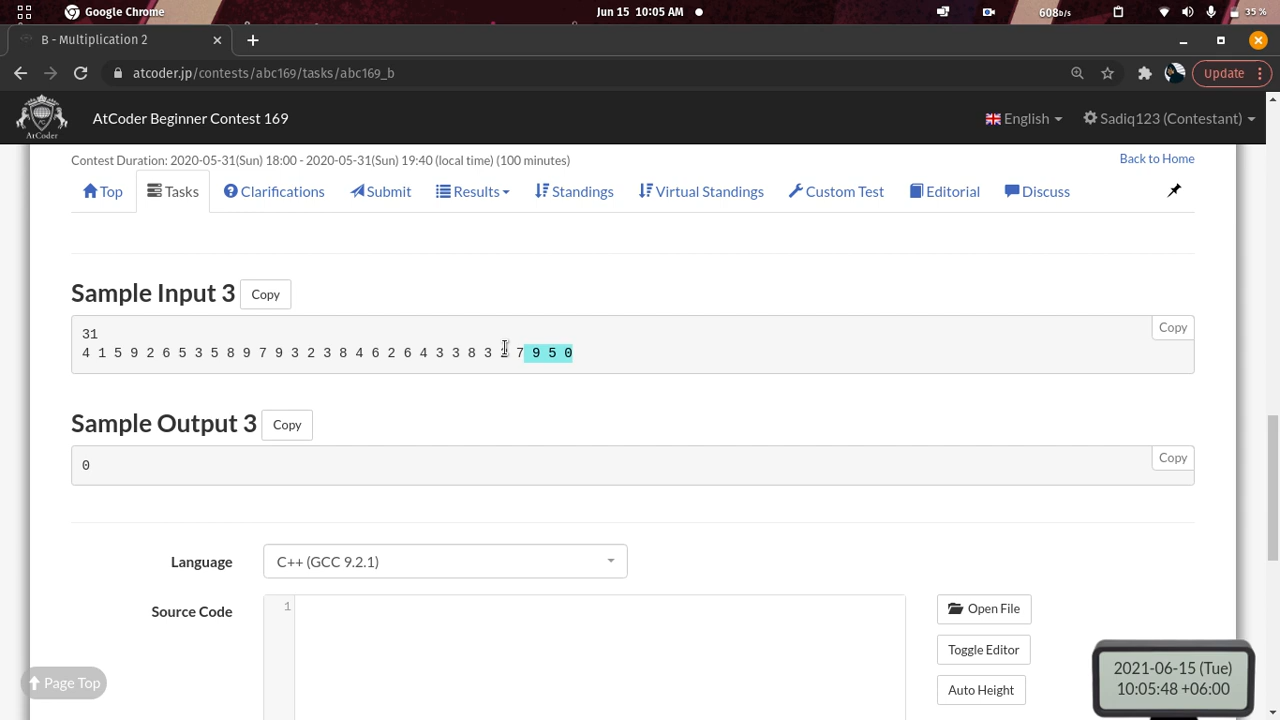 Google Chrome
Jun 15 10:05 AM
608b/s
35 %
B - Multiplication 2
atcoder.jp/contests/abc169/tasks/abc169_b
Update
AtCoder
AtCoder Beginner Contest 169
English
Sadiq123 (Contestant)
Contest Duration: 2020-05-31(Sun) 18:00 - 2020-05-31(Sun) 19:40 (local time) (100 minutes)
Back to Home
Top
Tasks
Clarifications
Submit
Results
Standings
Virtual Standings
Custom Test
Editorial
Discuss
Sample Input 3
Copy
Copy
31
4 1 5 9 2 6 5 3 5 8 9 7 9 3 2 3 8 4 6 2 6 4 3 3 8 3 2 7 9 5 0
Sample Output 3
Copy
Copy
0
Language
C++ (GCC 9.2.1)
Source Code
1
Open File
Toggle Editor
Auto Height
Page Top
2021-06-15 (Tue)
10:05:48 +06:00